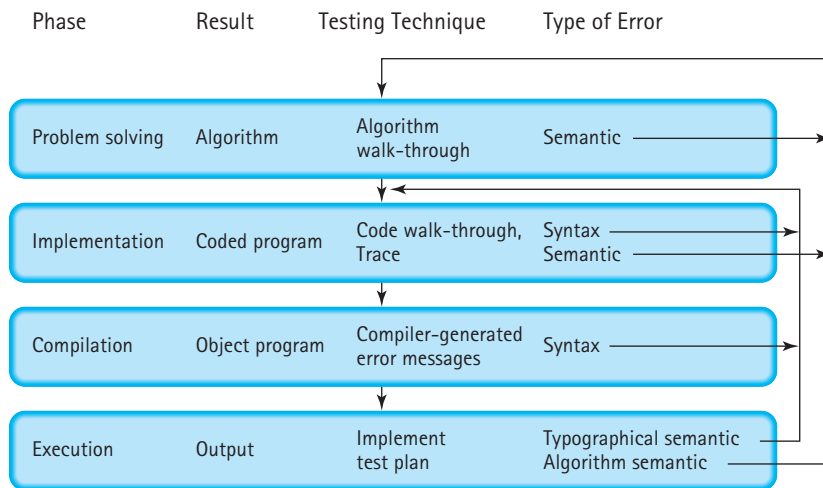 Phase Result Testing Technique Type of Error
Problem solving Algorithm Algorithm walk-through Semantic
Implementation Coded program Code walk-through, Trace Syntax Semantic
Compilation Object program Compiler-generated error messages Syntax
Execution Output Implement test plan Typographical semantic Algorithm semantic